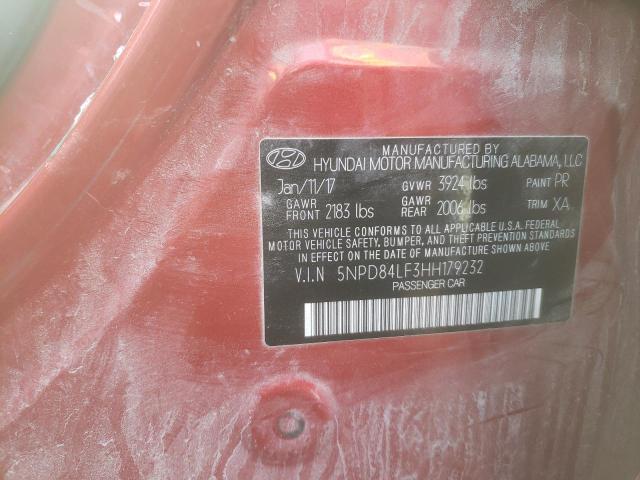 MANUFACTURED BY
HYUNDAI MOTOR MANUFACTURING ALABAMA, LLC
Jan/11/17 GVWR 3924 lbs PAINT PR
GAWR FRONT 2183 lbs GAWR REAR 2006 lbs TRIM XA
THIS VEHICLE CONFORMS TO ALL APPLICABLE U.S.A. FEDERAL
MOTOR VEHICLE SAFETY, BUMPER, AND THEFT PREVENTION STANDARDS
IN EFFECT ON THE DATE OF MANUFACTURE SHOWN ABOVE.
V.I.N 5NPD84LF3HH179232
PASSENGER CAR